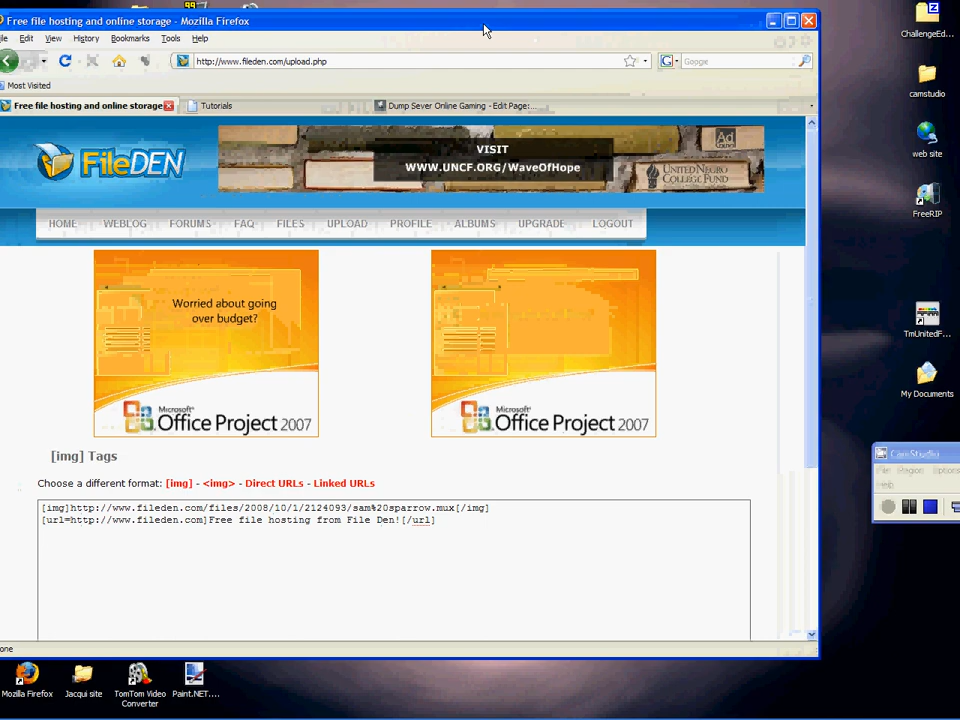 Free file hosting and online storage - Mozilla Firefox
Edit View History Bookmarks Tools Help
http://www.fileden.com/upload.php
Most Visited
Free file hosting and online storage
Tutorials
Dump Sever Online Gaming - Edit Page:...
FileDEN
VISIT
WWW.UNCF.ORG/WaveOfHope
Ad
Council
UNITED NEGRO
COLLEGE FUND
HOME WEBLOG FORUMS FAQ FILES UPLOAD PROFILE ALBUMS UPGRADE LOGOUT
Worried about going
over budget?
Microsoft
Office Project 2007
Microsoft
Office Project 2007
[img] Tags
Choose a different format: [img] - <img> - Direct URLs - Linked URLs
[img]http://www.fileden.com/files/2008/10/1/2124093/sam%20sparrow.mux[/img]
[url=http://www.fileden.com]Free file hosting from File Den![/url]
one
ChallengeEd...
camstudio
web site
FreeRIP
TmUnitedF...
My Documents
CamStudio
File Region Options
Help
Mozilla Firefox
Jacqui site
TomTom Video
Converter
Paint.NET....